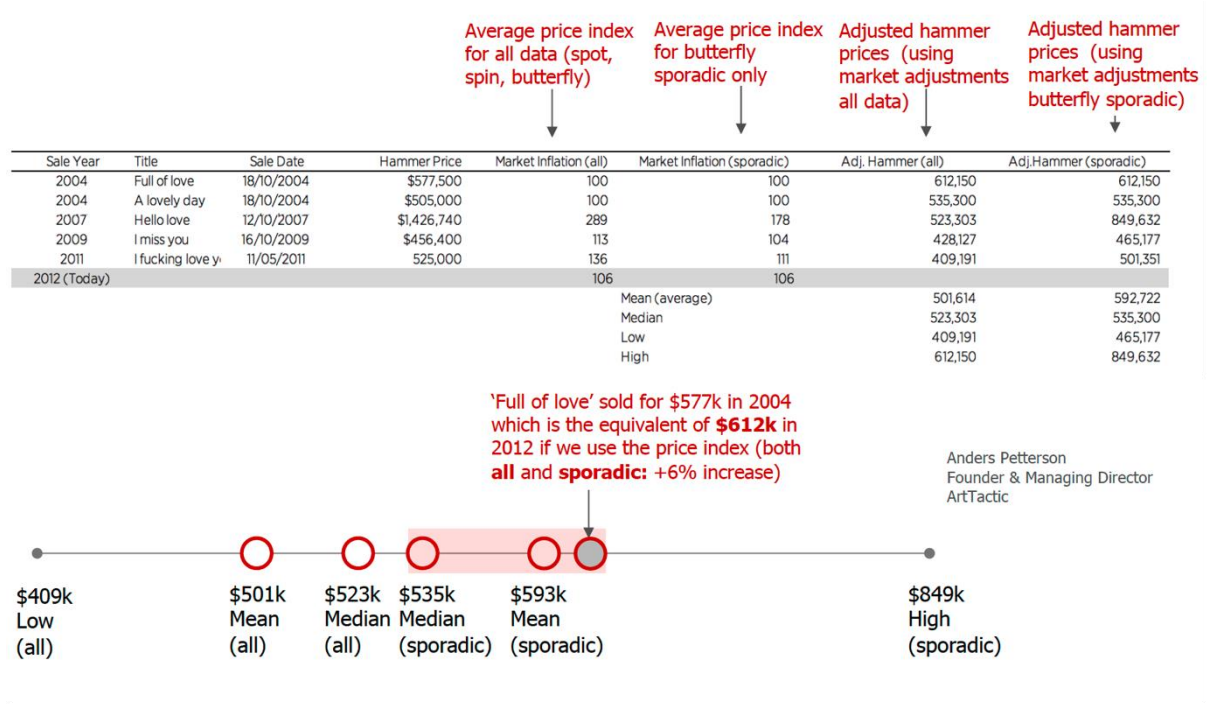 Average price index
for all data (spot,
spin, butterfly)
Average price index
for butterfly
sporadic only
Adjusted hammer
prices (using
market adjustments
all data)
Adjusted hammer
prices (using
market adjustments
butterfly sporadic)
Sale Year Title Sale Date Hammer Price Market Inflation (all) Market Inflation (sporadic) Adj. Hammer (all) Adj.Hammer (sporadic)
2004 Full of love 18/10/2004 $577,500 100 100 612,150 612,150
2004 A lovely day 18/10/2004 $505,000 100 100 535,300 535,300
2007 Hello love 12/10/2007 $1,426,740 289 178 523,303 849,632
2009 I miss you 16/10/2009 $456,400 113 104 428,127 465,177
2011 I fucking love y 11/05/2011 525,000 136 111 409,191 501,351
2012 (Today) 106 106
Mean (average) 501,614 592,722
Median 523,303 535,300
Low 409,191 465,177
High 612,150 849,632
‘Full of love’ sold for $577k in 2004
which is the equivalent of $612k in
2012 if we use the price index (both
all and sporadic: +6% increase)
Anders Petterson
Founder & Managing Director
ArtTactic
$409k
Low
(all)
$501k
Mean
(all)
$523k
Median
(all)
$535k
Median
(sporadic)
$593k
Mean
(sporadic)
$849k
High
(sporadic)